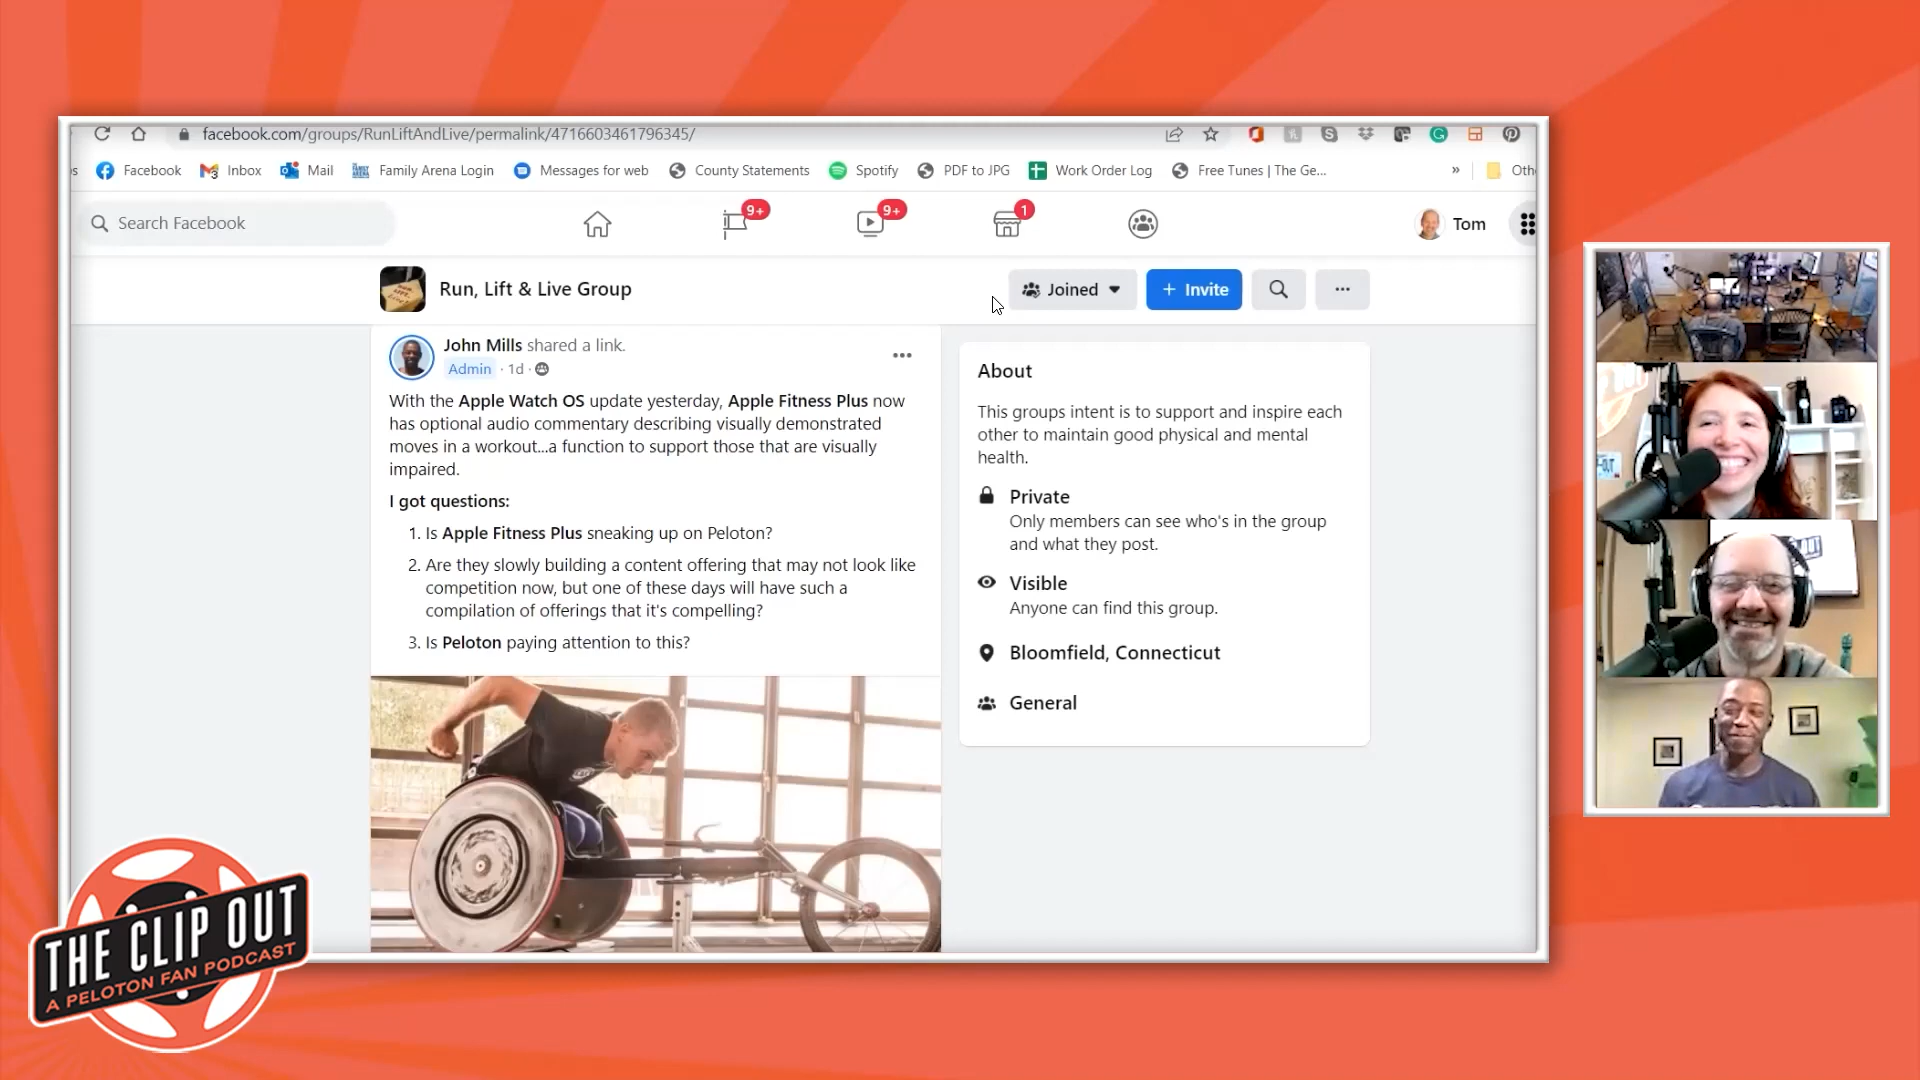 facebook.com/groups/RunLiftAndLive/permalink/4716603461796345/
s Facebook Inbox Mail Family Arena Login Messages for web County Statements Spotify PDF to JPG Work Order Log Free Tunes | The Ge... » Oth
Search Facebook 9+ 9+ 1 Tom
Run, Lift & Live Group Joined + Invite ...
John Mills shared a link.
Admin · 1d ·
With the Apple Watch OS update yesterday, Apple Fitness Plus now
has optional audio commentary describing visually demonstrated
moves in a workout...a function to support those that are visually
impaired.
I got questions:
1. Is Apple Fitness Plus sneaking up on Peloton?
2. Are they slowly building a content offering that may not look like
competition now, but one of these days will have such a
compilation of offerings that it's compelling?
3. Is Peloton paying attention to this?
About
This groups intent is to support and inspire each
other to maintain good physical and mental
health.
Private
Only members can see who's in the group
and what they post.
Visible
Anyone can find this group.
Bloomfield, Connecticut
General
THE CLIP OUT
A PELOTON FAN PODCAST